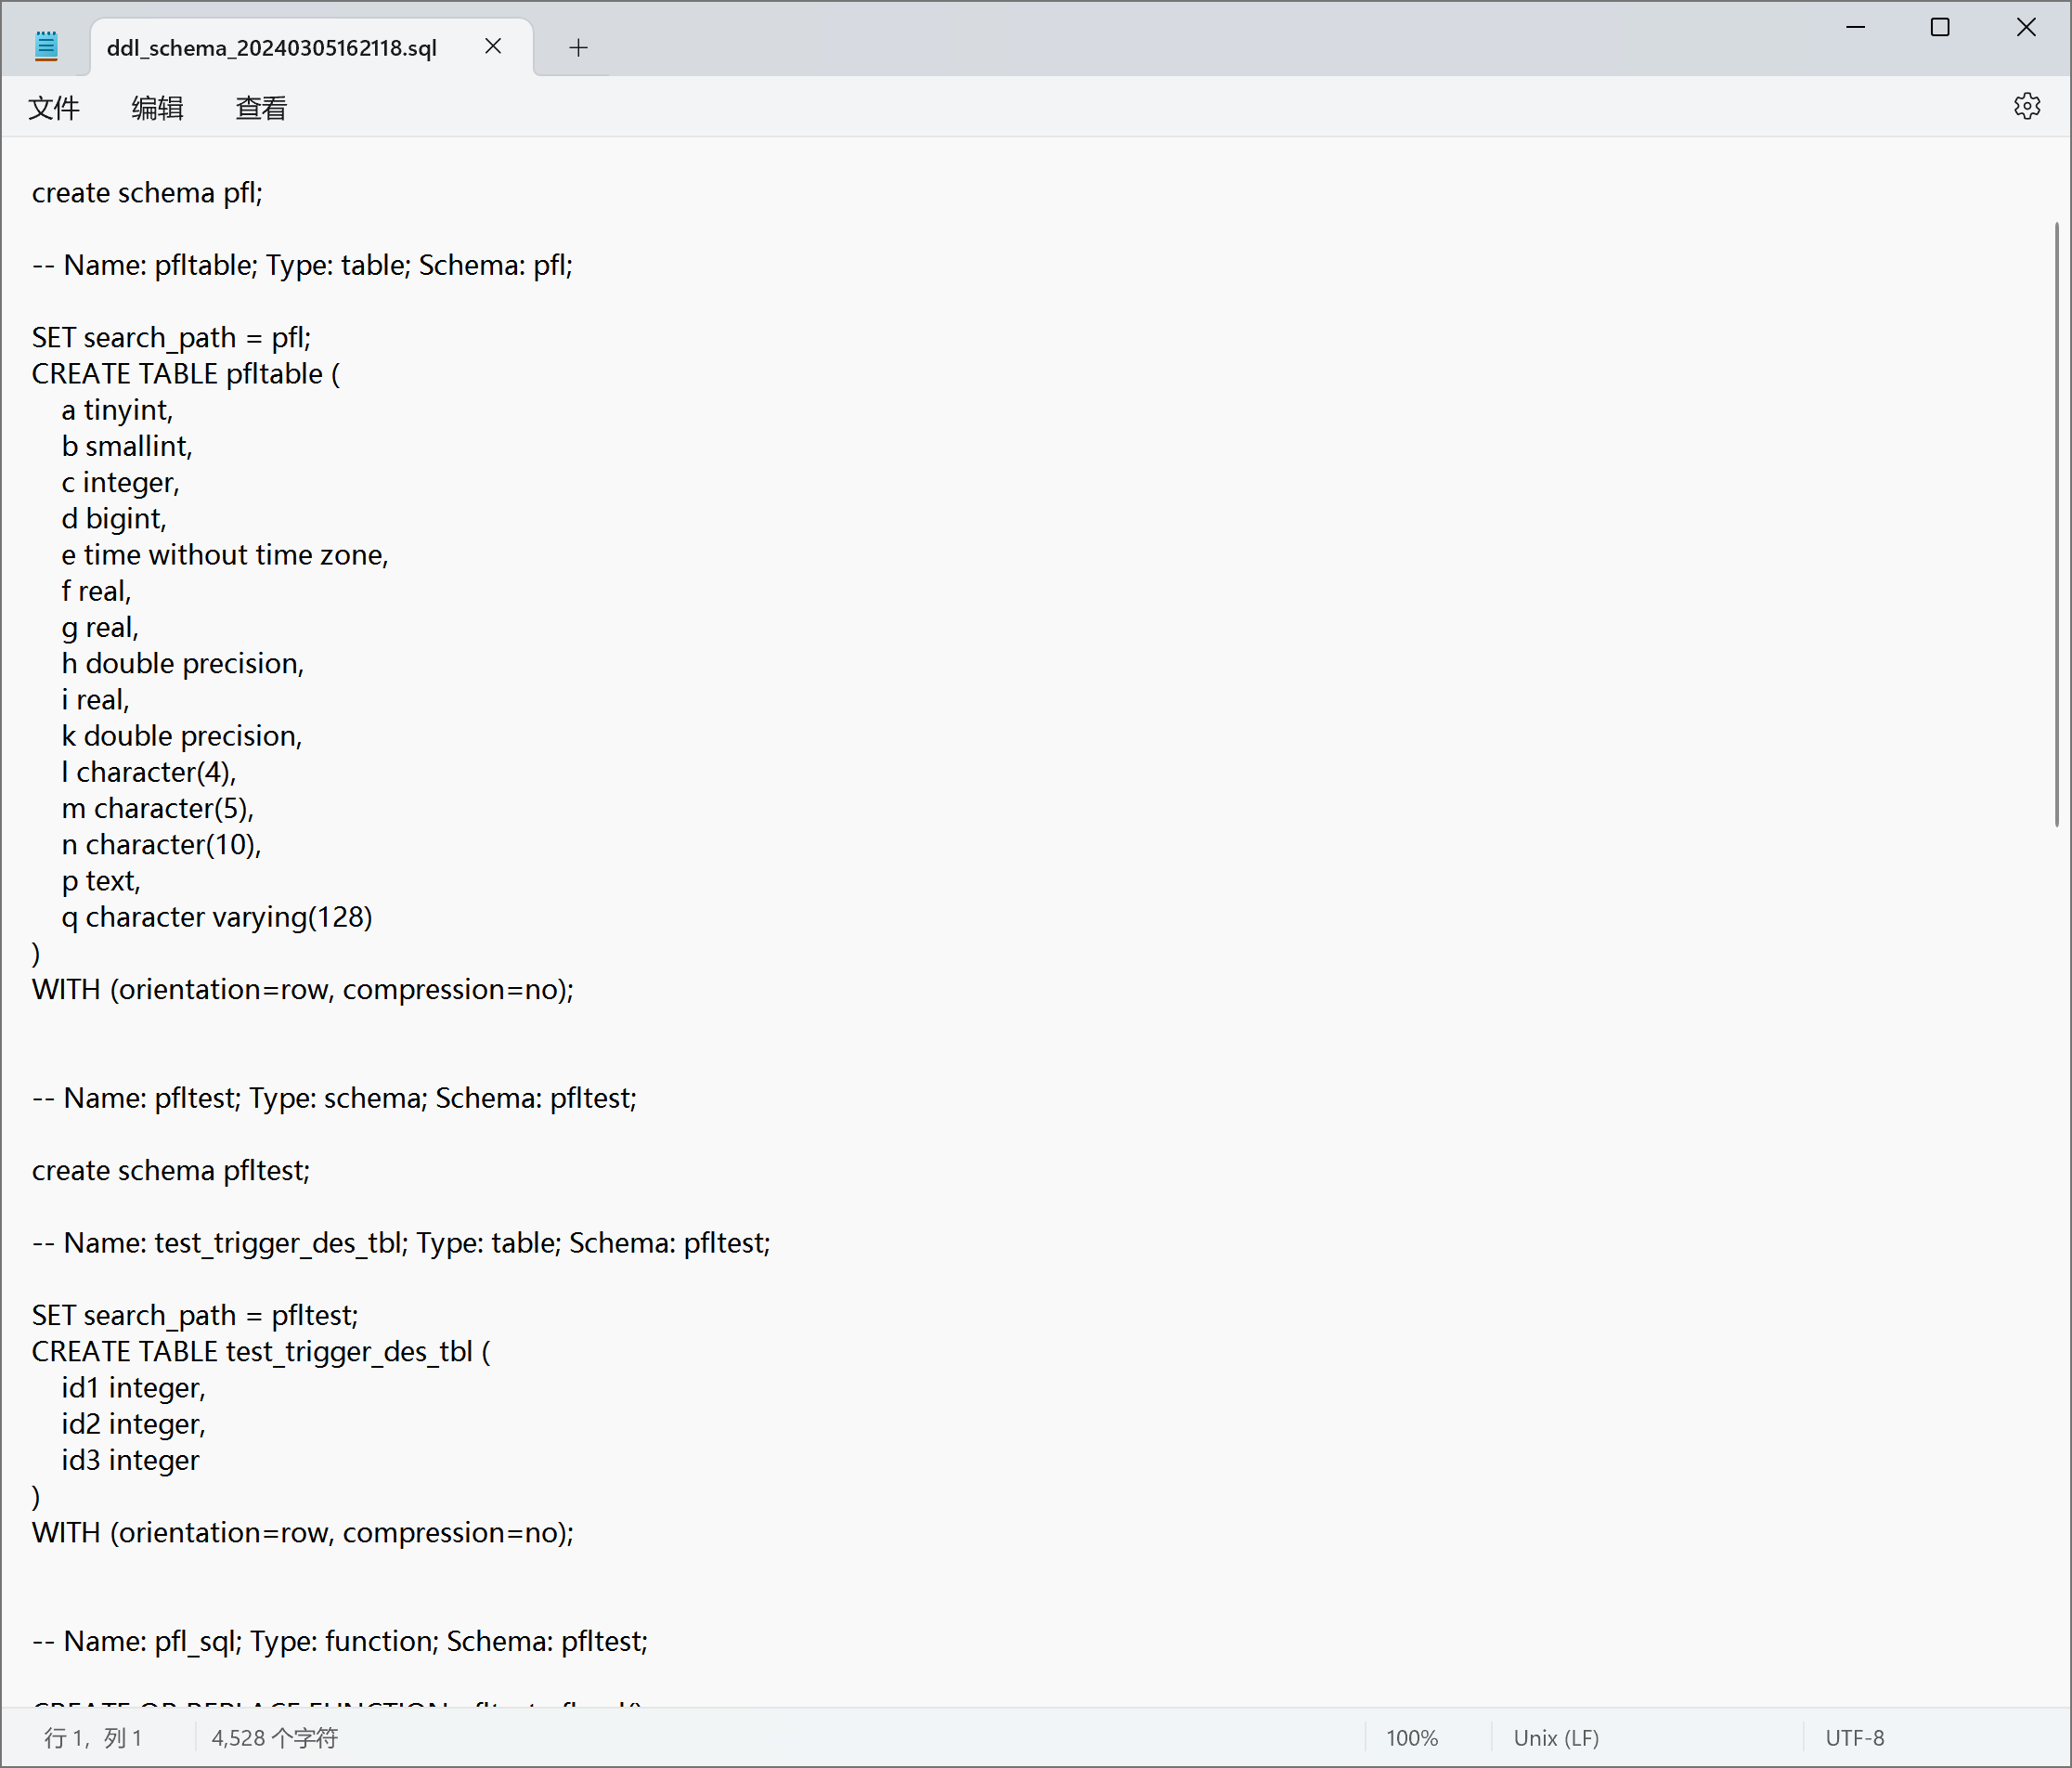 ddl_schema_20240305162118.sql
文件 编辑 查看
create schema pfl;
-- Name: pfltable; Type: table; Schema: pfl;
SET search_path = pfl;
CREATE TABLE pfltable (
a tinyint,
b smallint,
c integer,
d bigint,
e time without time zone,
f real,
g real,
h double precision,
i real,
k double precision,
l character(4),
m character(5),
n character(10),
p text,
q character varying(128)
)
WITH (orientation=row, compression=no);
-- Name: pfltest; Type: schema; Schema: pfltest;
create schema pfltest;
-- Name: test_trigger_des_tbl; Type: table; Schema: pfltest;
SET search_path = pfltest;
CREATE TABLE test_trigger_des_tbl (
id1 integer,
id2 integer,
id3 integer
)
WITH (orientation=row, compression=no);
-- Name: pfl_sql; Type: function; Schema: pfltest;
CREATE OR REPLACE FUNCTION
行 1, 列 1 4,528 个字符 100% Unix (LF) UTF-8